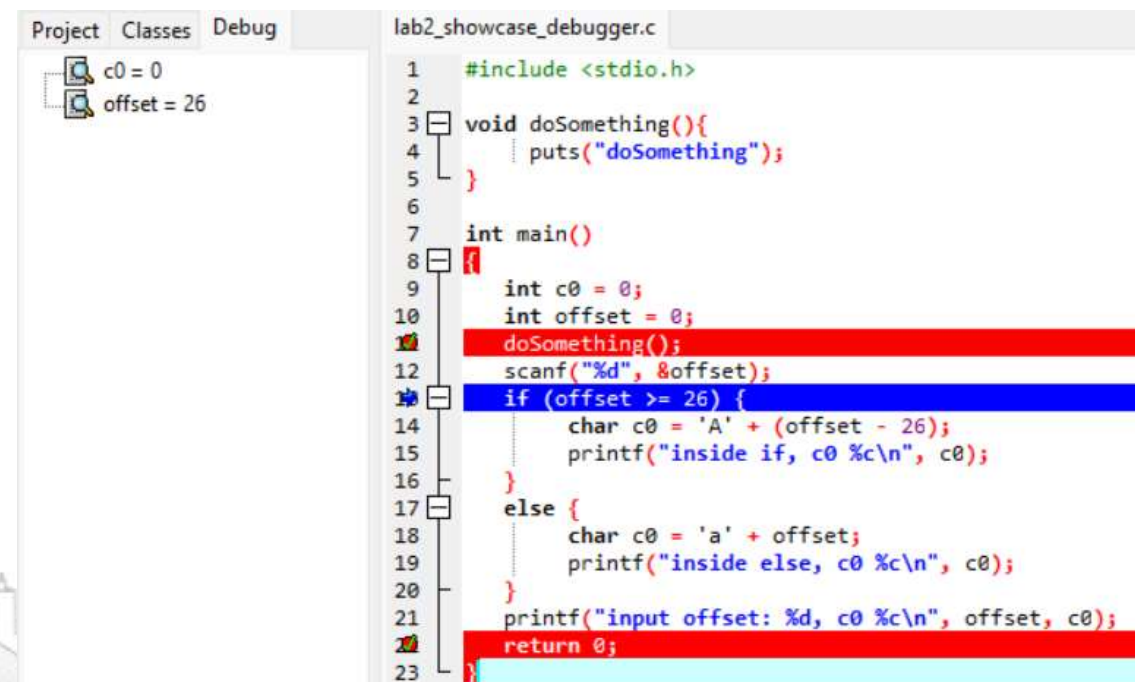 Project Classes Debug
c0 = 0
offset = 26
lab2_showcase_debugger.c
1 #include <stdio.h>
2
3 void doSomething(){
4 puts("doSomething");
5 }
6
7 int main()
8 {
9 int c0 = 0;
10 int offset = 0;
doSomething();
12 scanf("%d", &offset);
if (offset >= 26) {
14 char c0 = 'A' + (offset - 26);
15 printf("inside if, c0 %c\n", c0);
16 }
17 else {
18 char c0 = 'a' + offset;
19 printf("inside else, c0 %c\n", c0);
20 }
21 printf("input offset: %d, c0 %c\n", offset, c0);
return 0;
23 }